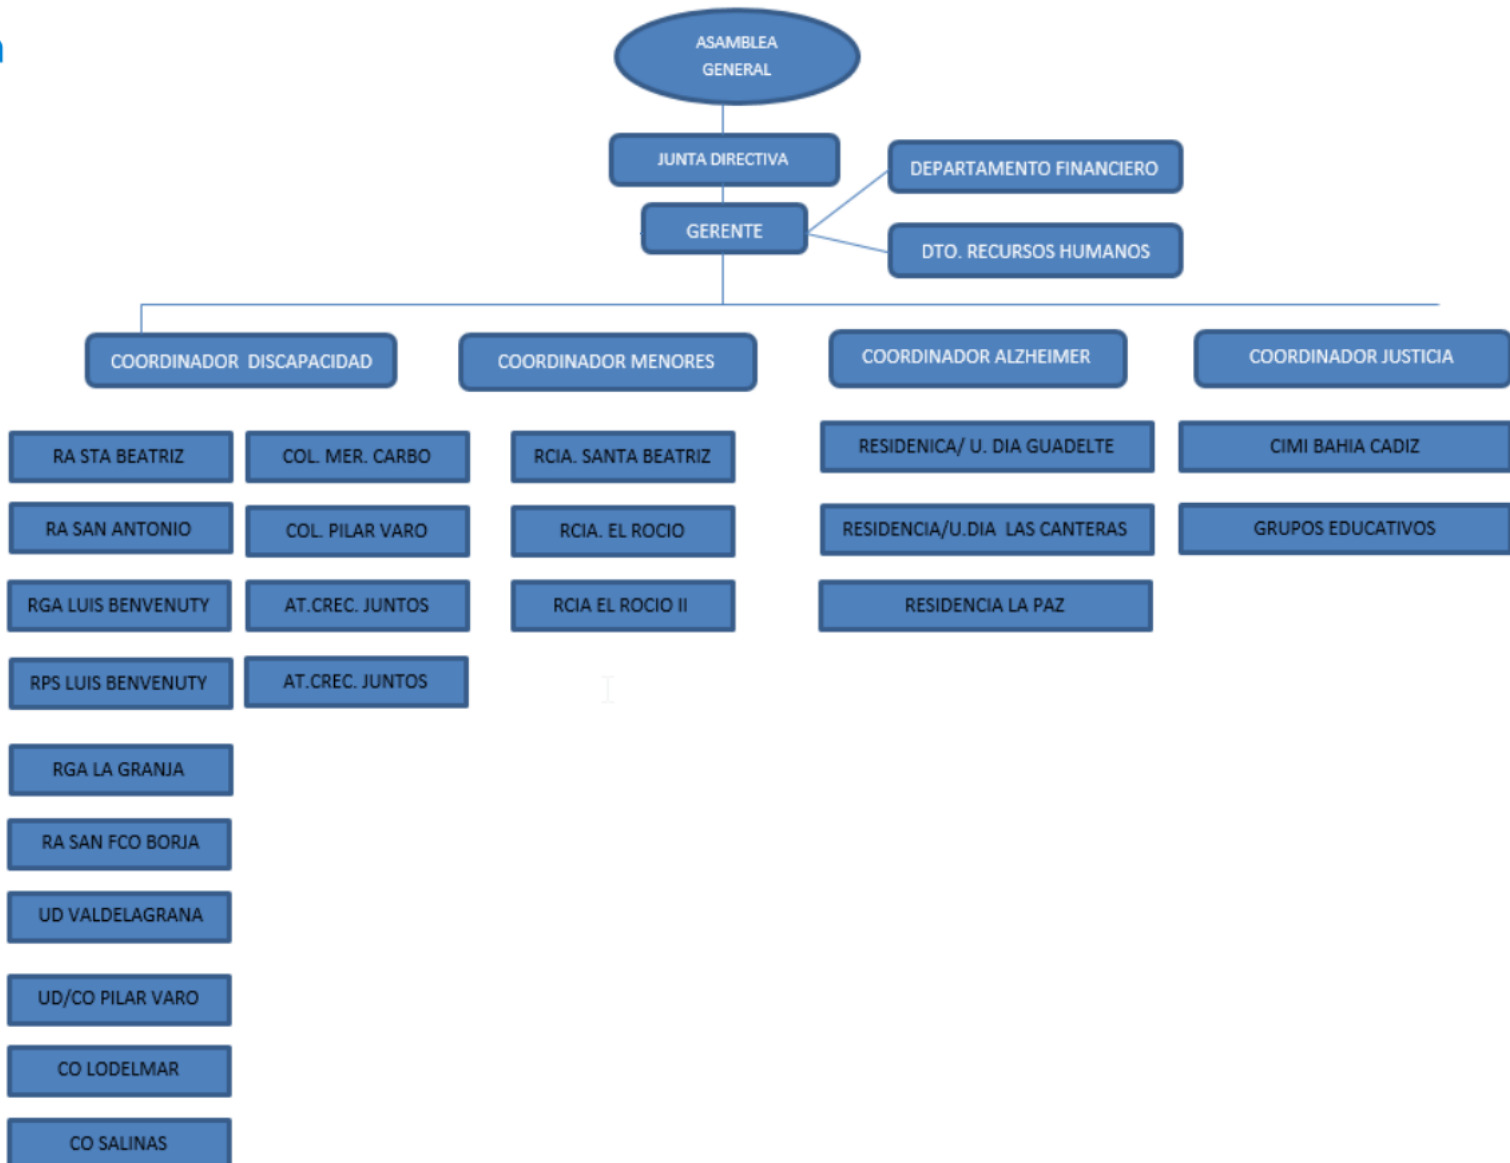 ASAMBLEA
GENERAL
JUNTA DIRECTIVA
DEPARTAMENTO FINANCIERO
GERENTE
DTO. RECURSOS HUMANOS
COORDINADOR DISCAPACIDAD
COORDINADOR MENORES
COORDINADOR ALZHEIMER
COORDINADOR JUSTICIA
RA STA BEATRIZ
COL. MER. CARBO
RCIA. SANTA BEATRIZ
RESIDENICA/ U. DIA GUADELTE
CIMI BAHIA CADIZ
RA SAN ANTONIO
COL. PILAR VARO
RCIA. EL ROCIO
RESIDENCIA/U.DIA LAS CANTERAS
GRUPOS EDUCATIVOS
RGA LUIS BENVENUTY
AT.CREC. JUNTOS
RCIA EL ROCIO II
RESIDENCIA LA PAZ
RPS LUIS BENVENUTY
AT.CREC. JUNTOS
RGA LA GRANJA
RA SAN FCO BORJA
UD VALDELAGRANA
UD/CO PILAR VARO
CO LODELMAR
CO SALINAS